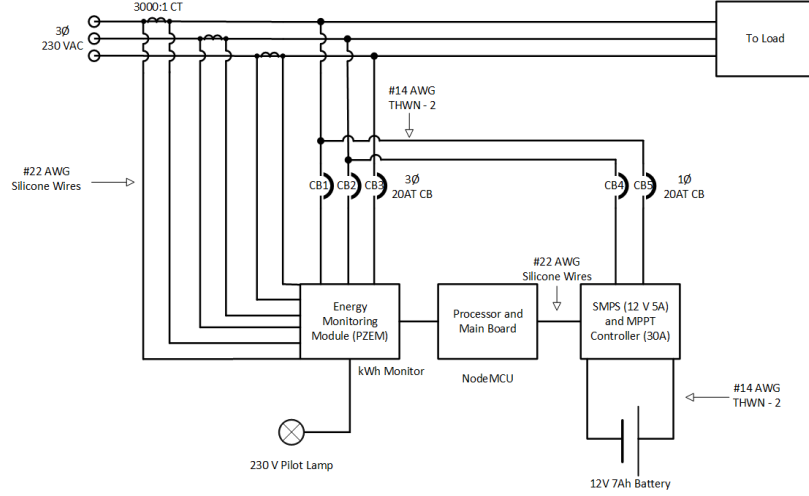 3000:1 CT
3Ø
230 VAC
To Load
#14 AWG
THWN - 2
#22 AWG
Silicone Wires
CB1
CB2
CB3
3Ø
20AT CB
CB4
CB5
1Ø
20AT CB
#22 AWG
Silicone Wires
Energy
Monitoring
Module (PZEM)
Processor and
Main Board
SMPS (12 V 5A)
and MPPT
Controller (30A)
kWh Monitor
NodeMCU
#14 AWG
THWN - 2
230 V Pilot Lamp
12V 7Ah Battery